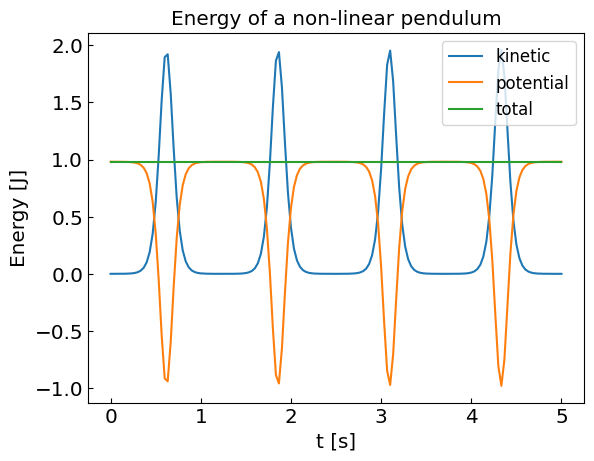 Energy of a non-linear pendulum
kinetic
potential
total
Energy [J]
2.0
1.5
1.0
0.5
0.0
−0.5
−1.0
0 1 2 3 4 5
t [s]